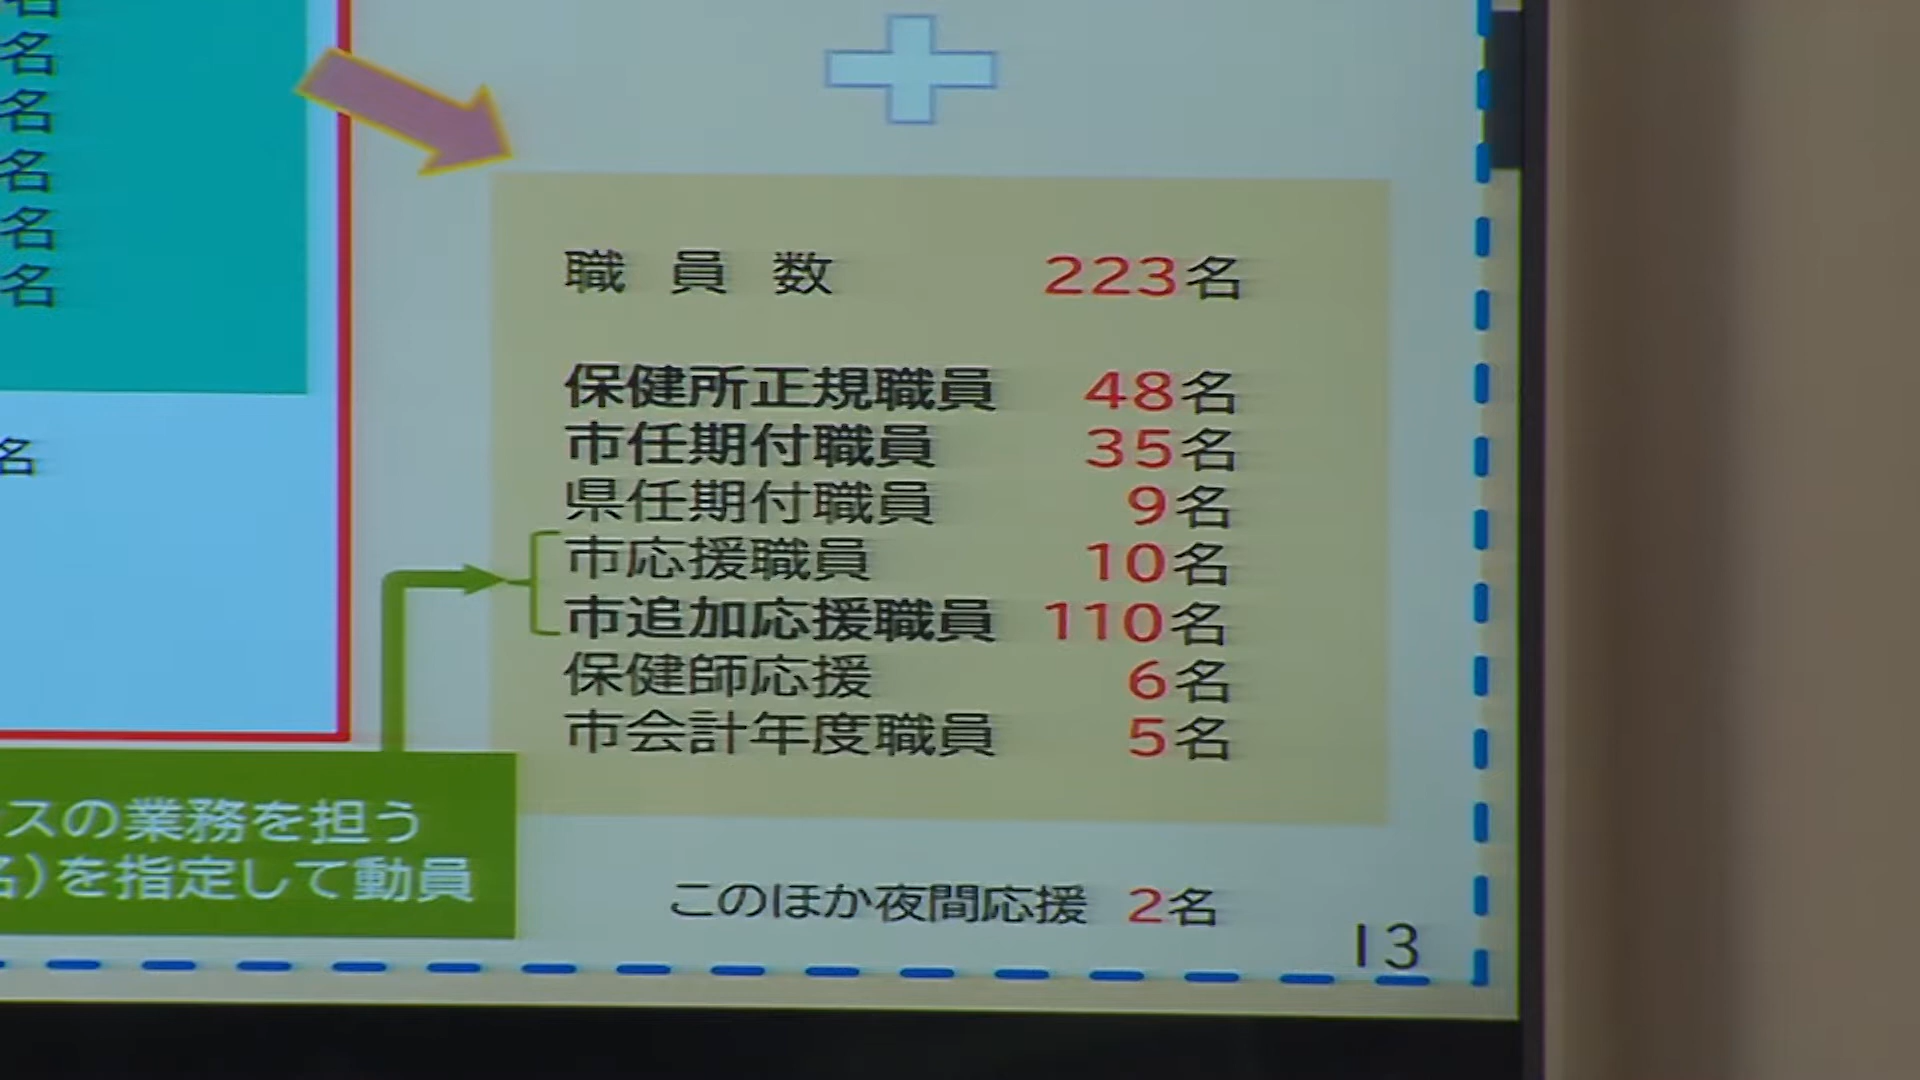 名
名
名
名
名
名
名
職員数 223名
保健所正規職員 48名
市任期付職員 35名
県任期付職員 9名
市応援職員 10名
市追加応援職員 110名
保健師応援 6名
市会計年度職員 5名
スの業務を担う
名)を指定して動員
このほか夜間応援 2名
13